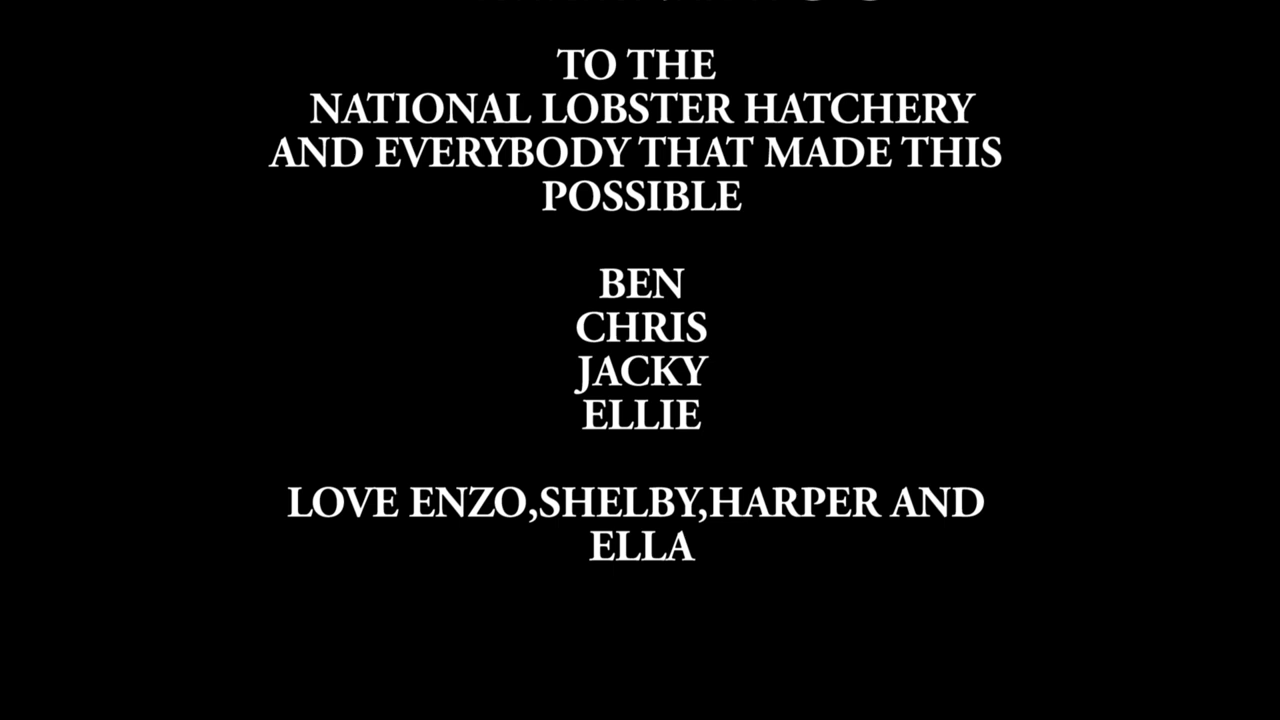 TO THE
NATIONAL LOBSTER HATCHERY
AND EVERYBODY THAT MADE THIS
POSSIBLE
BEN
CHRIS
JACKY
ELLIE
LOVE ENZO,SHELBY,HARPER AND
ELLA